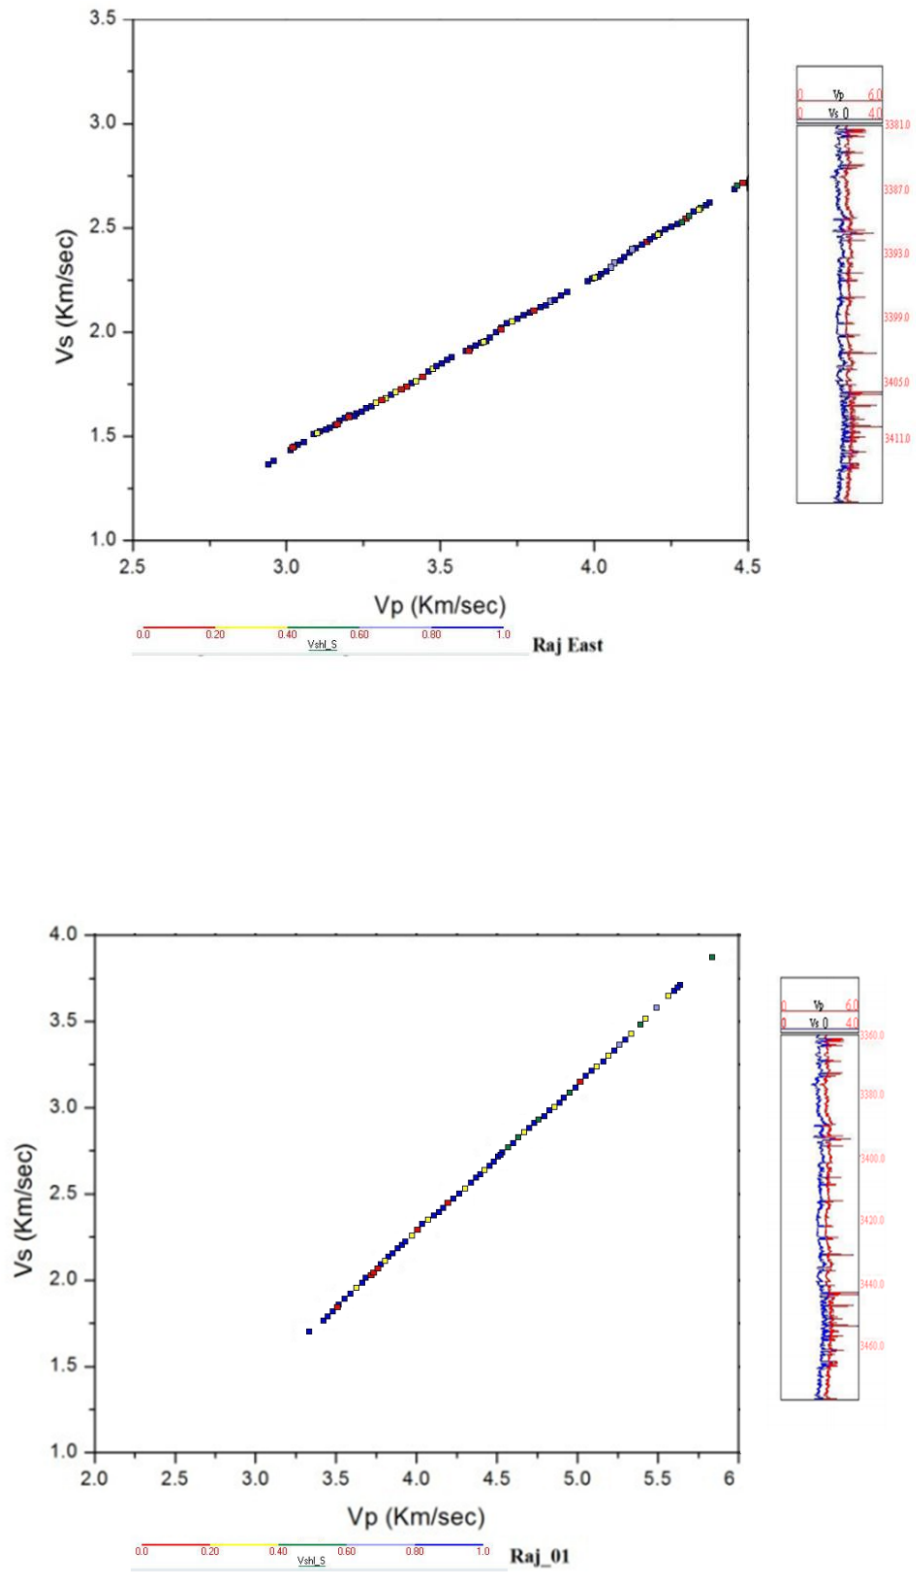 3.5
3.0
2.5
2.0
1.5
1.0
Vs (Km/sec)
2.5 3.0 3.5 4.0 4.5
Vp (Km/sec)
0.0 0.20 0.40 0.60 0.80 1.0
Vshl_S
Raj East
0 Vp 6.0
0 Vs 0 4.0
3381.0
3387.0
3393.0
3399.0
3405.0
3411.0
4.0
3.5
3.0
2.5
2.0
1.5
1.0
Vs (Km/sec)
2.0 2.5 3.0 3.5 4.0 4.5 5.0 5.5 6
Vp (Km/sec)
0.0 0.20 0.40 0.60 0.80 1.0
Vshl_S
Raj_01
0 Vp 6.0
0 Vs 0 4.0
3360.0
3380.0
3400.0
3420.0
3440.0
3460.0